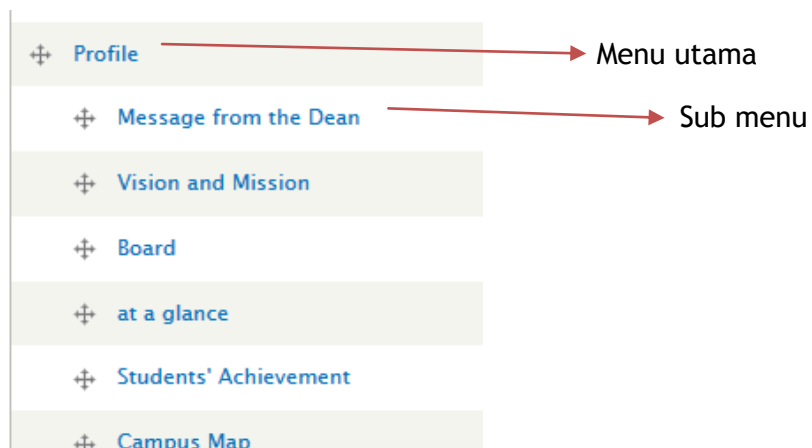 Profile Menu utama
Message from the Dean Sub menu
Vision and Mission
Board
at a glance
Students' Achievement
Campus Map